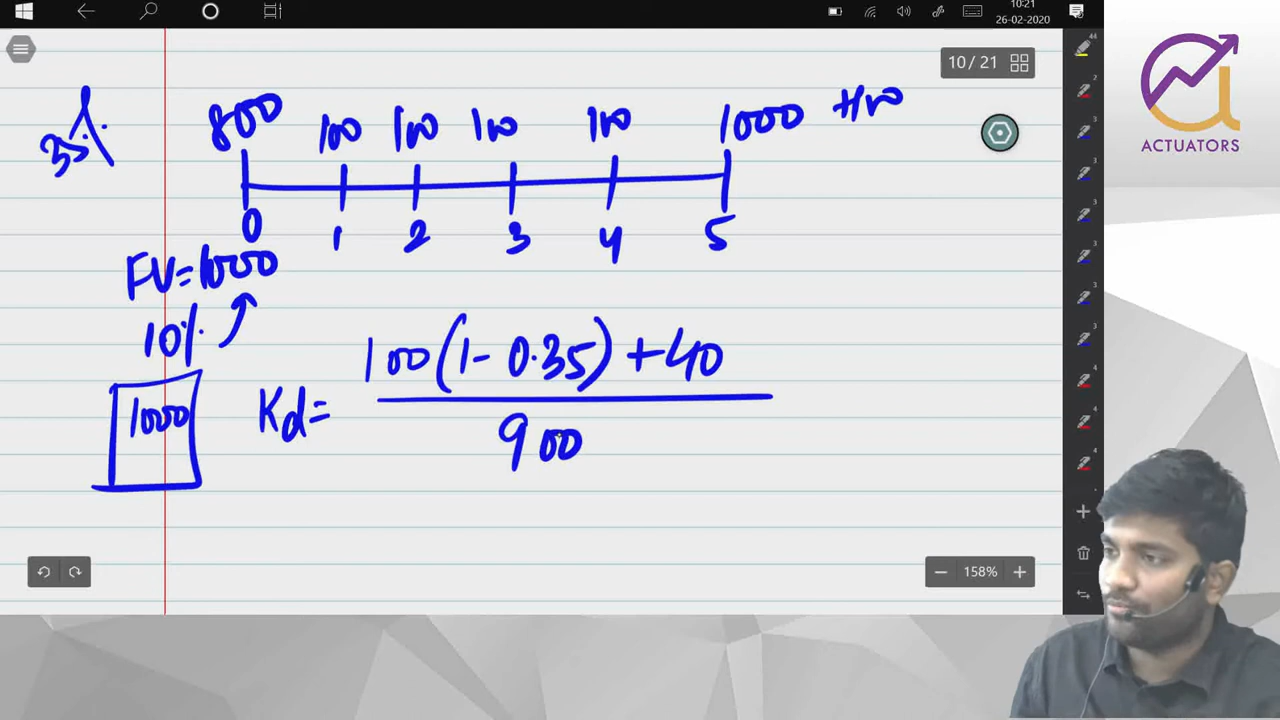 10:21
26-02-2020
10 / 21
ACTUATORS
35%
800 100 100 100 100 1000
0 1 2 3 4 5
FV=1000
10%
1000
Kd= 100(1-0.35)+40
900
158%